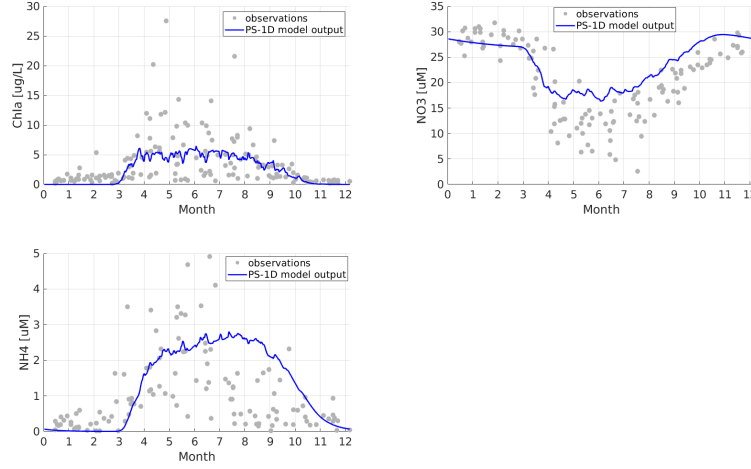 30
25
20
15
10
5
0
Chla [ug/L]
observations
PS-1D model output
0 1 2 3 4 5 6 7 8 9 10 11 12
Month
35
30
25
20
15
10
5
0
NO3 [uM]
observations
PS-1D model output
0 1 2 3 4 5 6 7 8 9 10 11 12
Month
5
4
3
2
1
0
NH4 [uM]
observations
PS-1D model output
0 1 2 3 4 5 6 7 8 9 10 11 12
Month